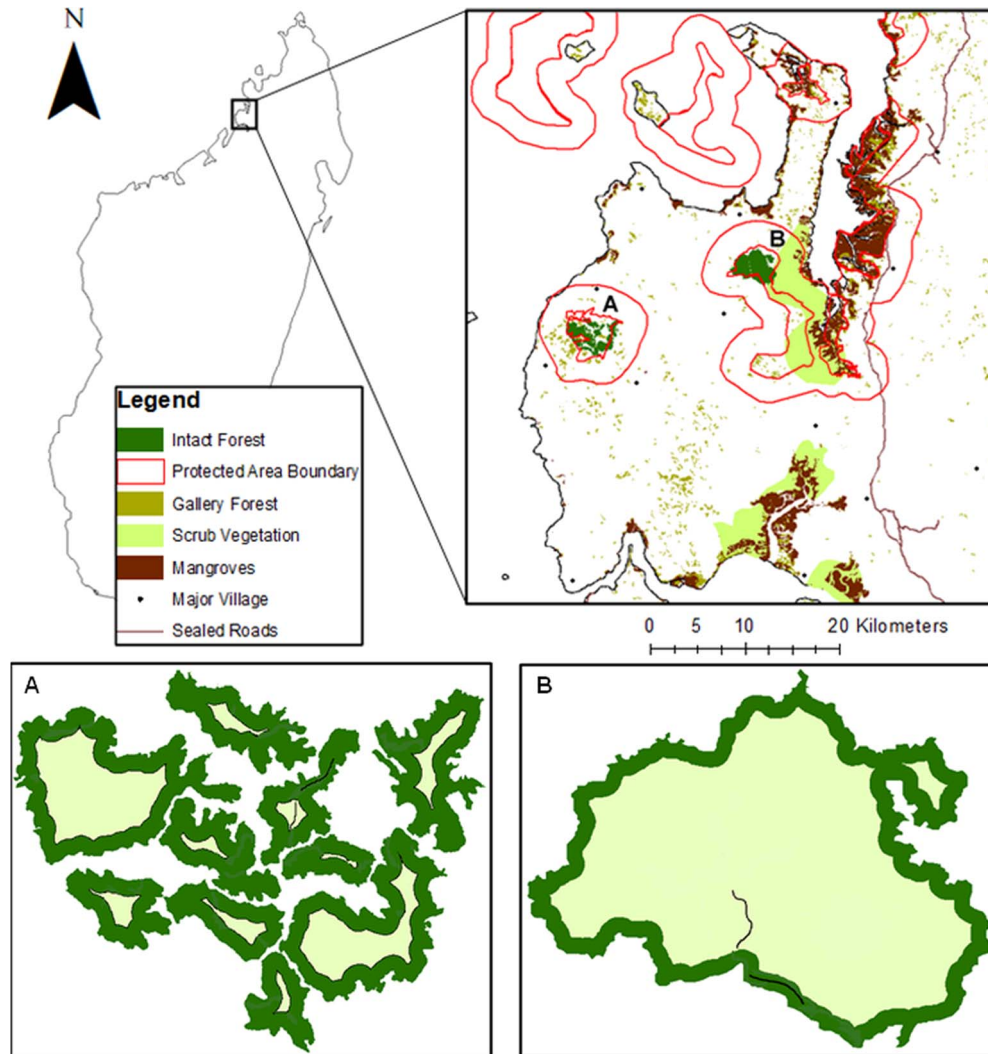 N
A
B
Legend
Intact Forest
Protected Area Boundary
Gallery Forest
Scrub Vegetation
Mangroves
Major Village
Sealed Roads
0 5 10 20 Kilometers
A
B